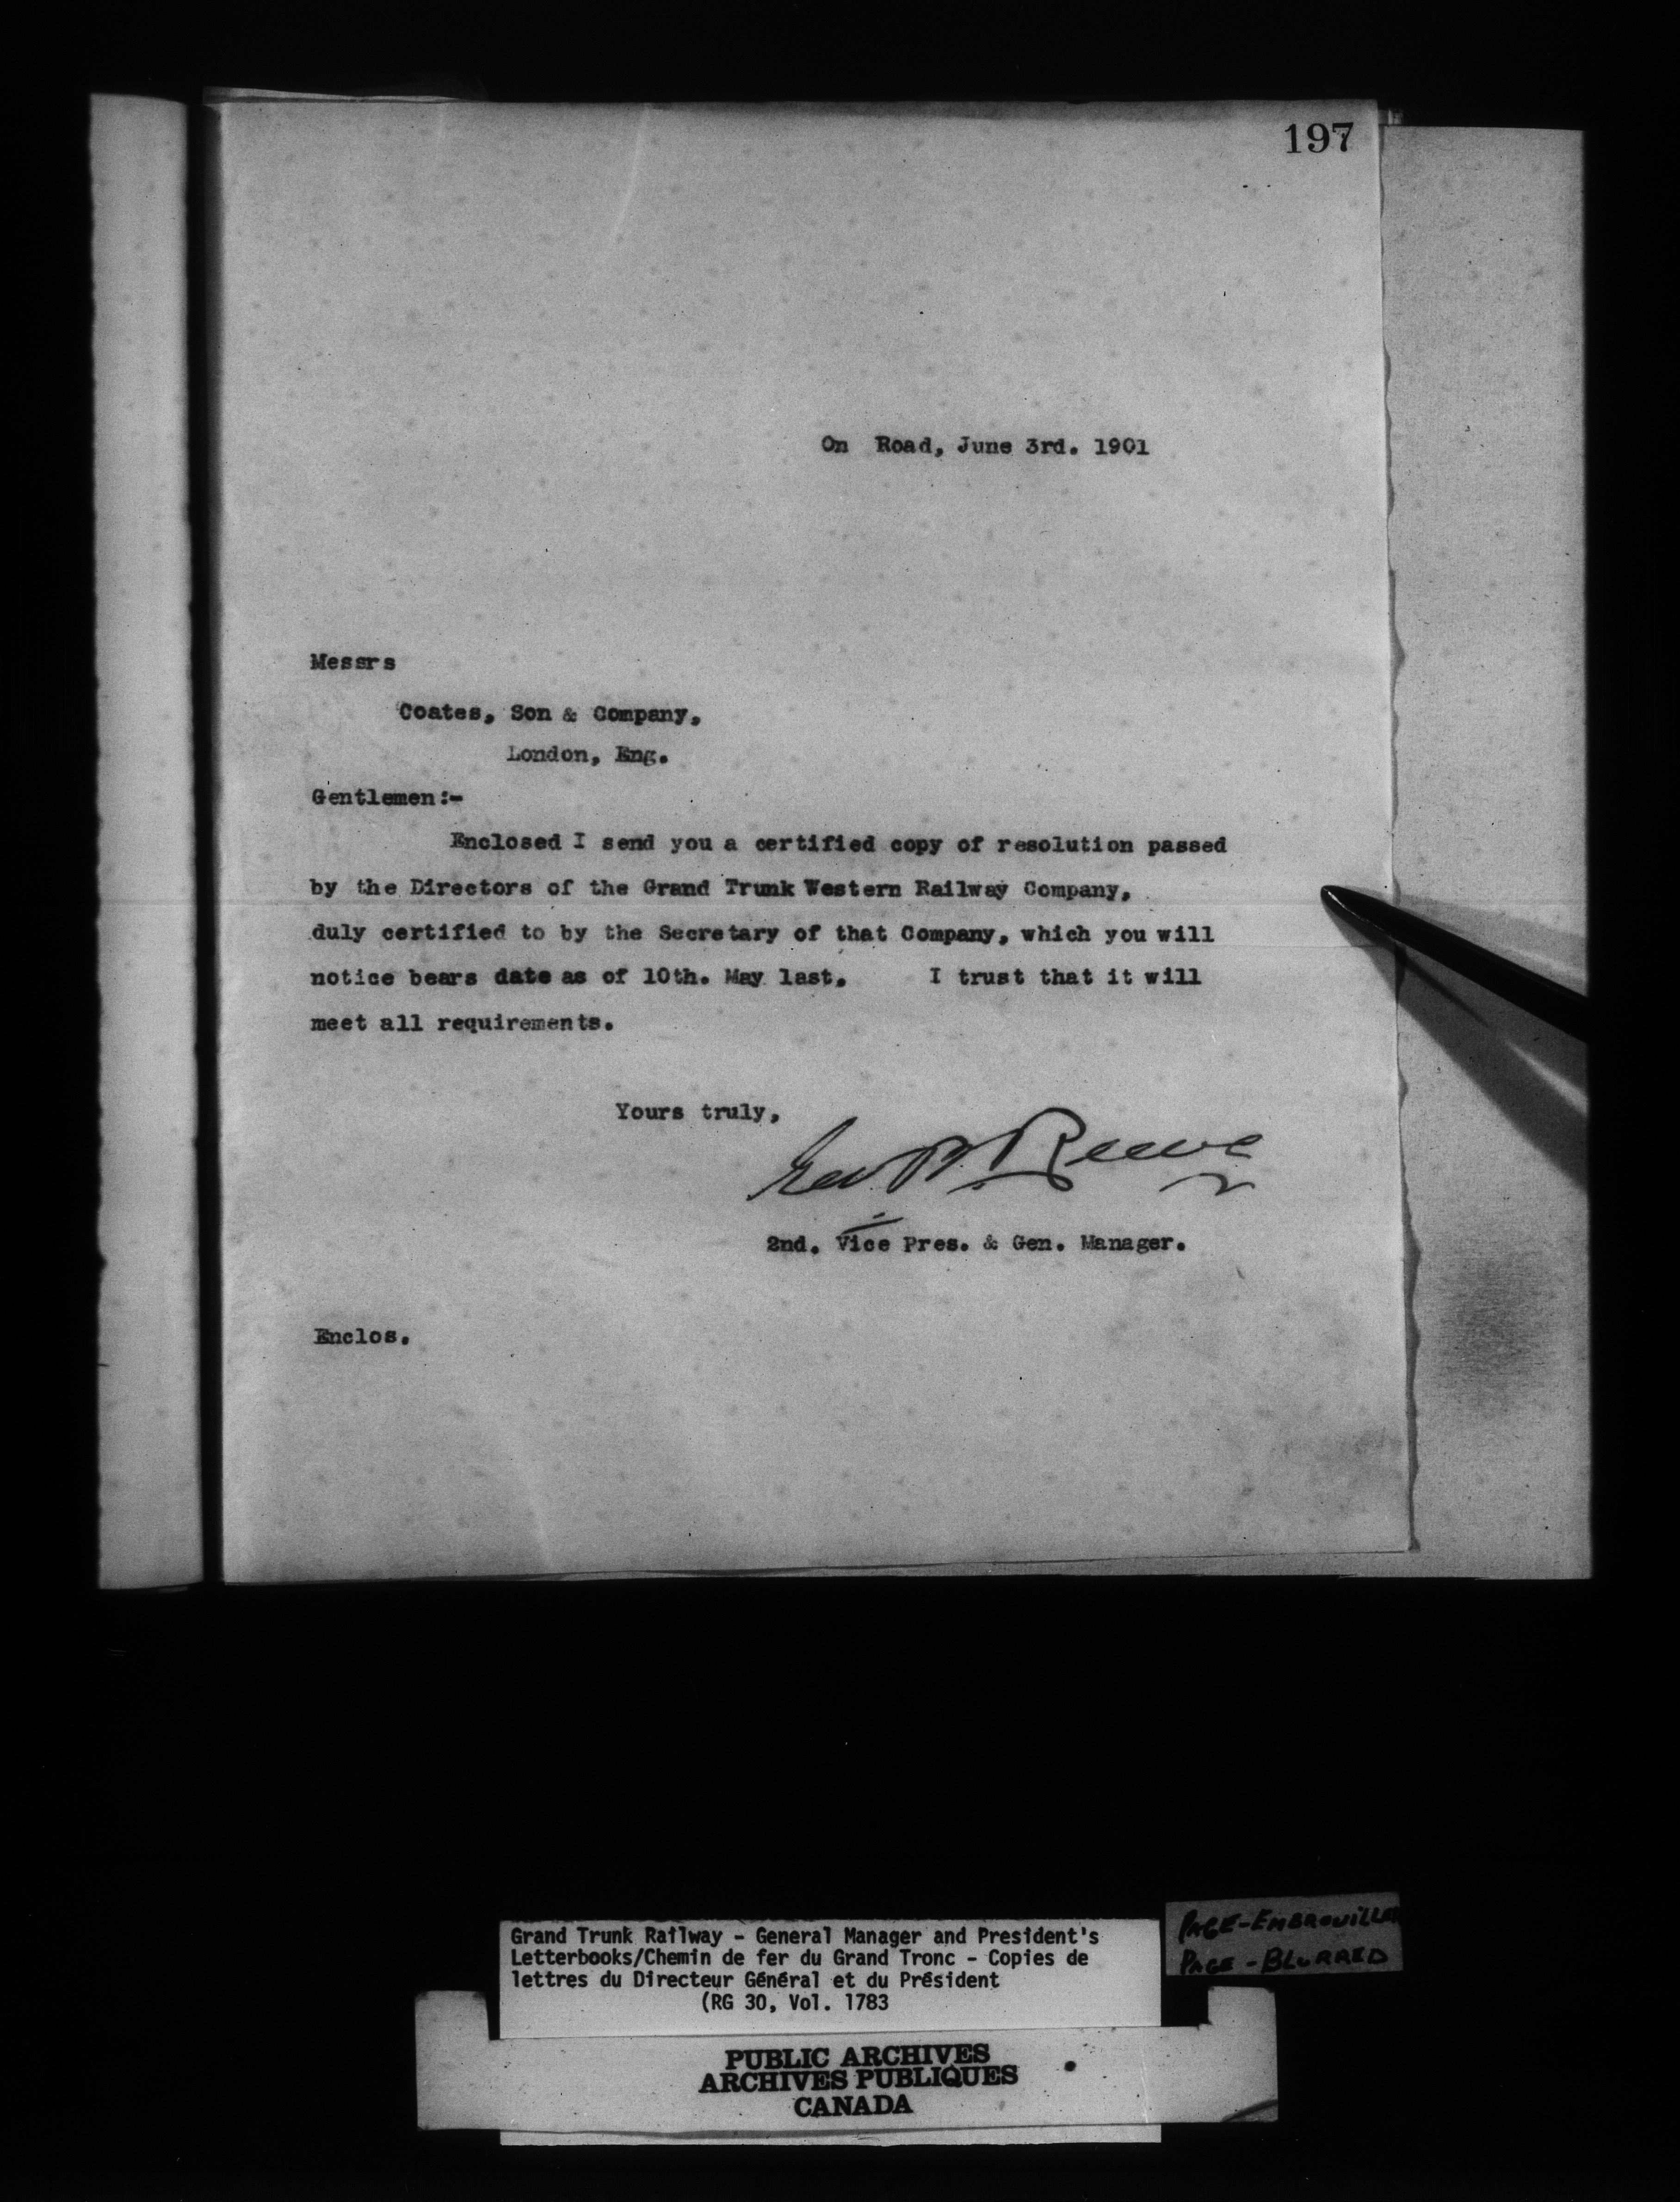 197
On Road, June 3rd. 1901
Messrs
Coates, Son & Company,
London, Eng.
Gentlemen:-
Enclosed I send you a certified copy of resolution passed
by the Directors of the Grand Trunk Western Railway Company,
duly certified to by the Secretary of that Company, which you will
notice bears date as of 10th. May last. I trust that it will
meet all requirements.
Yours truly,
Geo B. Reeve
2nd. Vice Pres. & Gen. Manager.
Enclos.
Grand Trunk Railway - General Manager and President's
Letterbooks/Chemin de fer du Grand Tronc - Copies de
lettres du Directeur Général et du Président
(RG 30, Vol. 1783
PAGE-EMBROUILLÉE
PAGE-BLURRED
PUBLIC ARCHIVES
ARCHIVES PUBLIQUES
CANADA